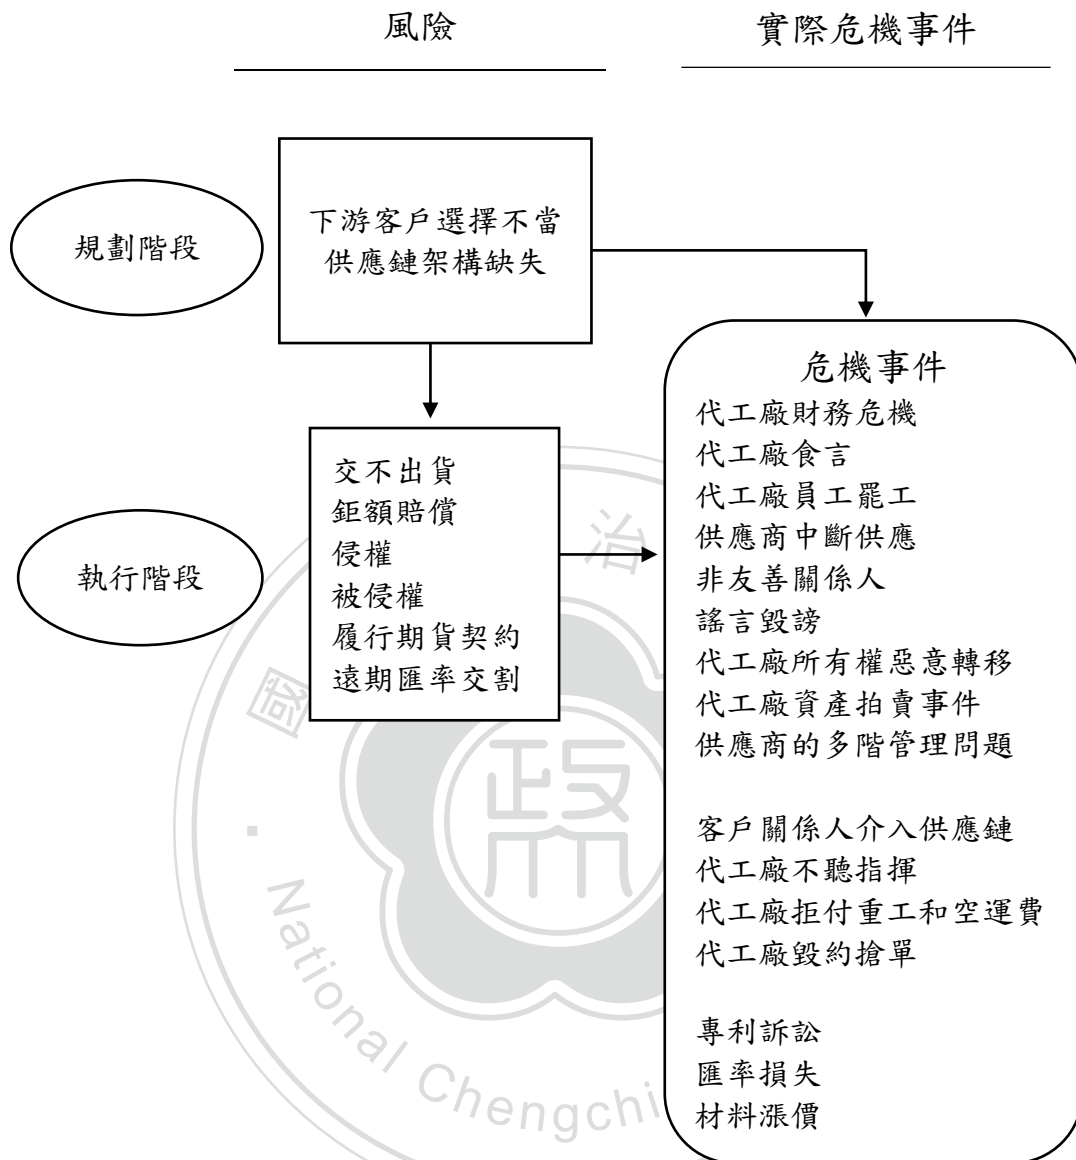 風險
實際危機事件
規劃階段
下游客戶選擇不當
供應鏈架構缺失
執行階段
交不出貨
鉅額賠償
侵權
被侵權
履行期貨契約
遠期匯率交割
危機事件
代工廠財務危機
代工廠食言
代工廠員工罷工
供應商中斷供應
非友善關係人
謠言毀謗
代工廠所有權惡意轉移
代工廠資產拍賣事件
供應商的多階管理問題
客戶關係人介入供應鏈
代工廠不聽指揮
代工廠拒付重工和空運費
代工廠毀約搶單
專利訴訟
匯率損失
材料漲價
國
治
政
National Chengchi